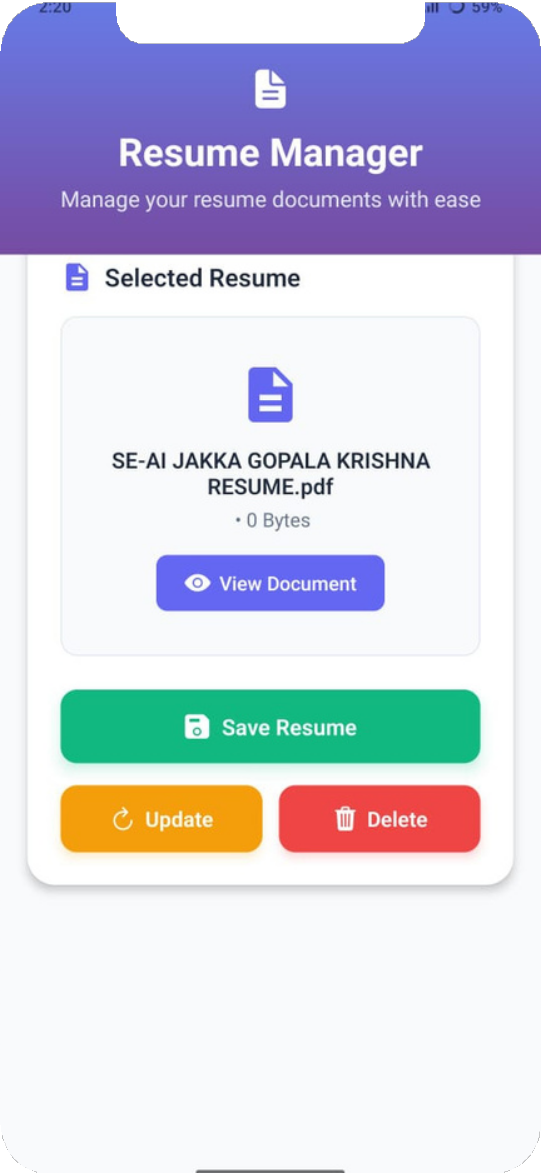 2:20 59%
Resume Manager
Manage your resume documents with ease
Selected Resume
SE-AI JAKKA GOPALA KRISHNA
RESUME.pdf
• 0 Bytes
View Document
Save Resume
Update Delete